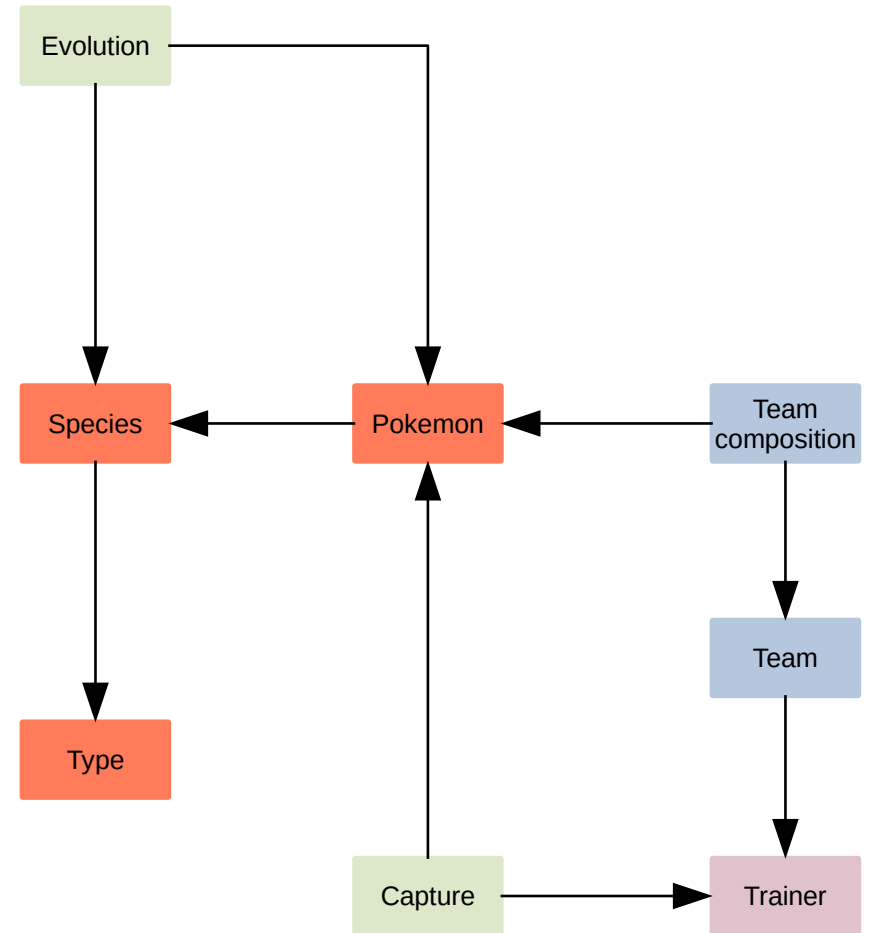 Evolution
Species
Pokemon
Team
composition
Team
Type
Capture
Trainer